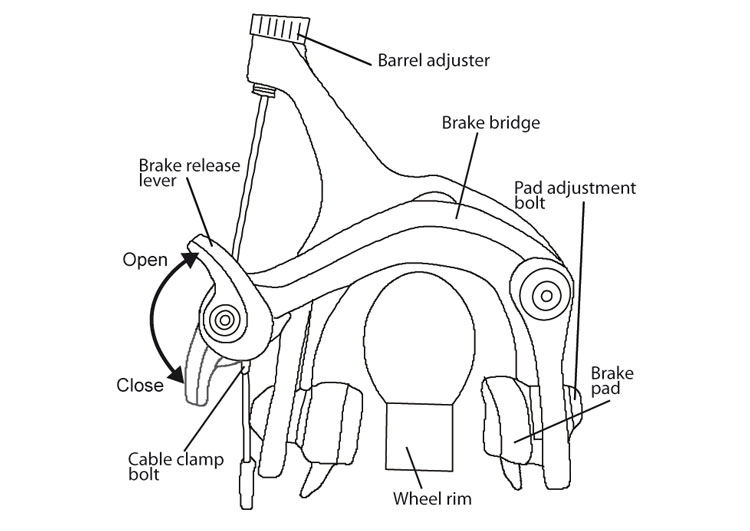 Barrel adjuster
Brake bridge
Brake release
lever
Pad adjustment
bolt
Open
Close
Brake
pad
Cable clamp
bolt
Wheel rim